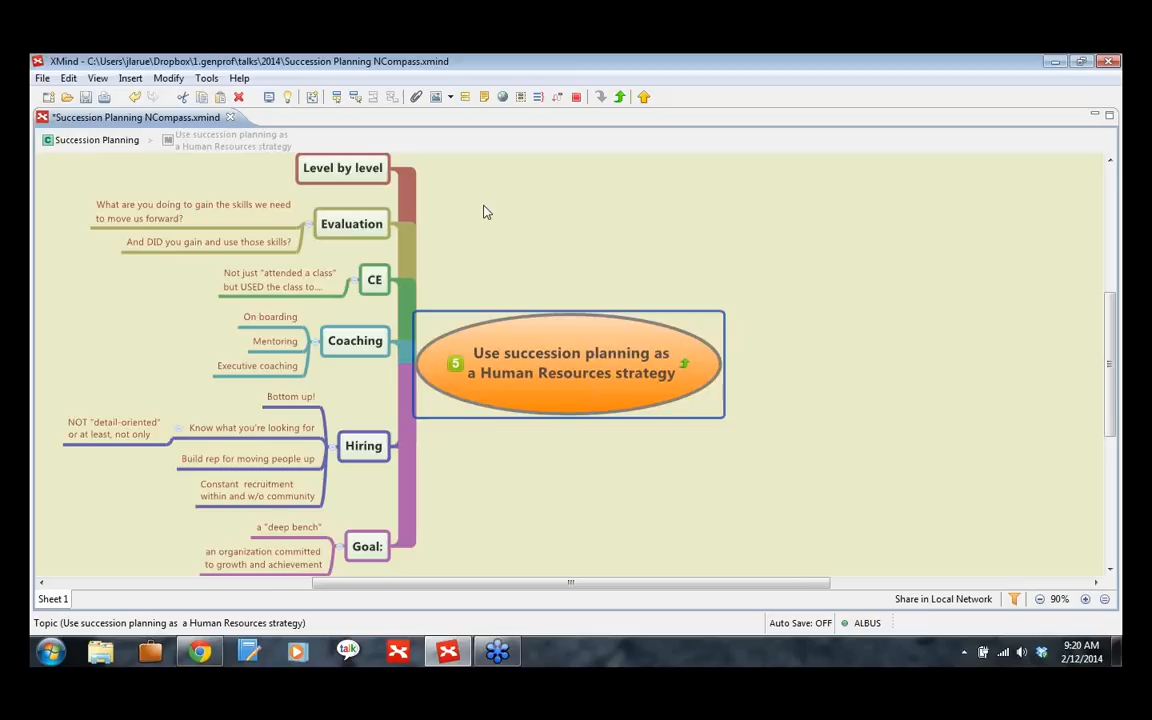 XMind - C:\Users\jlarue\Dropbox\1.genprof\talks\2014\Succession Planning NCompass.xmind
File Edit View Insert Modify Tools Help
*Succession Planning NCompass.xmind
Succession Planning
Use succession planning as
a Human Resources strategy
Level by level
What are you doing to gain the skills we need
to move us forward?
And DID you gain and use those skills?
Evaluation
Not just "attended a class"
but USED the class to....
CE
On boarding
Mentoring
Executive coaching
Coaching
5
Use succession planning as
a Human Resources strategy
Bottom up!
NOT "detail-oriented"
or at least, not only
Know what you're looking for
Build rep for moving people up
Constant recruitment
within and w/o community
Hiring
a "deep bench"
an organization committed
to growth and achievement
Goal:
Sheet 1
Share in Local Network
90%
Topic (Use succession planning as a Human Resources strategy)
Auto Save: OFF
ALBUS
talk
9:20 AM
2/12/2014